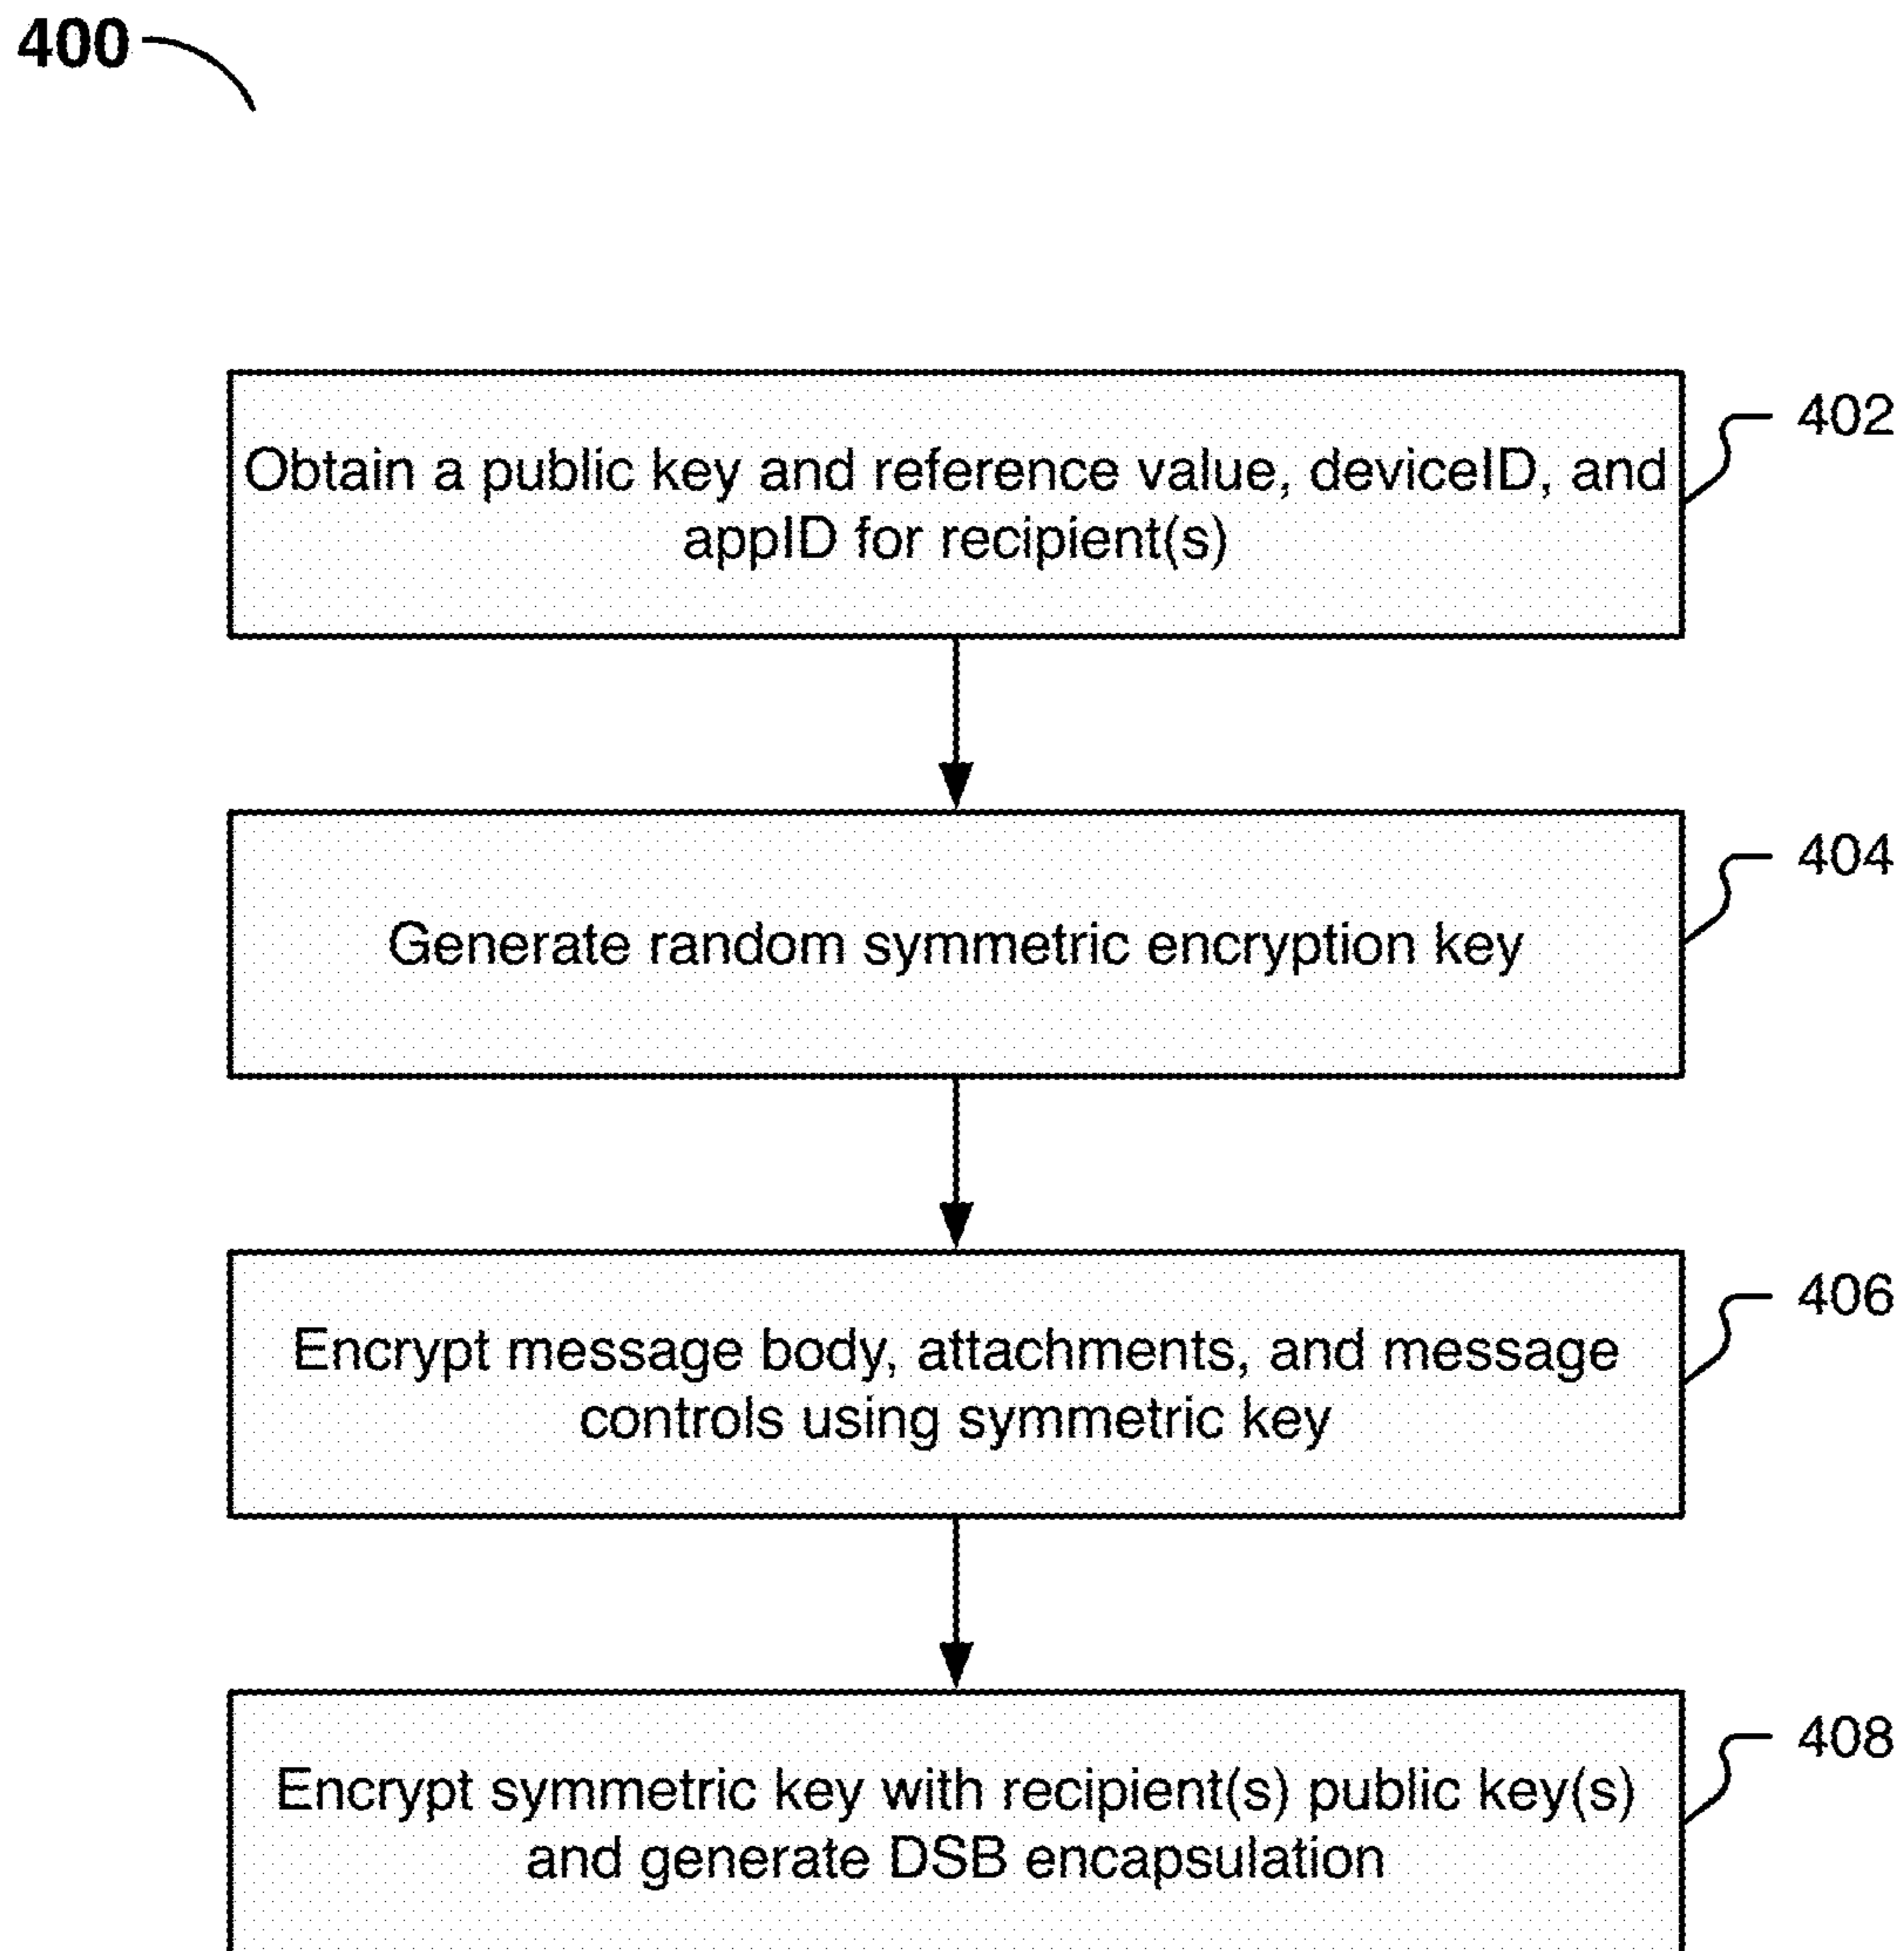 400
402
Obtain a public key and reference value, deviceID, and
appID for recipient(s)
404
Generate random symmetric encryption key
406
Encrypt message body, attachments, and message
controls using symmetric key
408
Encrypt symmetric key with recipient(s) public key(s)
and generate DSB encapsulation